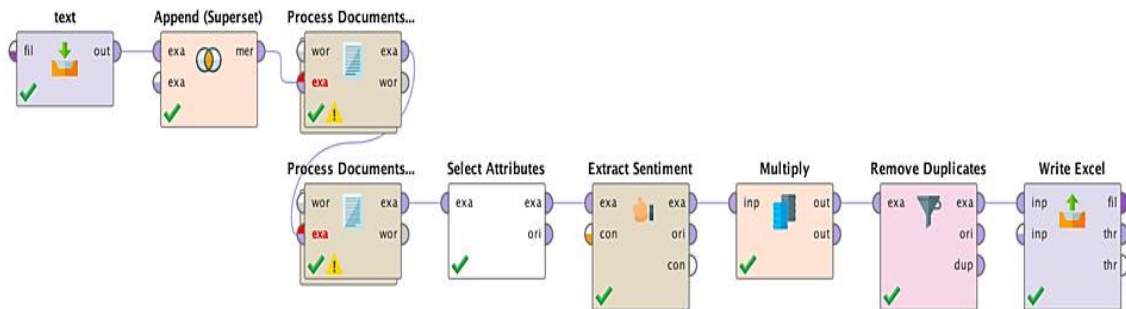 text
fil out
Append (Superset)
exa mer
exa
Process Documents...
wor exa
exa wor
Process Documents...
wor exa
exa wor
Select Attributes
exa exa
ori
Extract Sentiment
exa exa
con ori
con
Multiply
inp out
out
Remove Duplicates
exa exa
ori
dup
Write Excel
inp fil
inp thr
thr